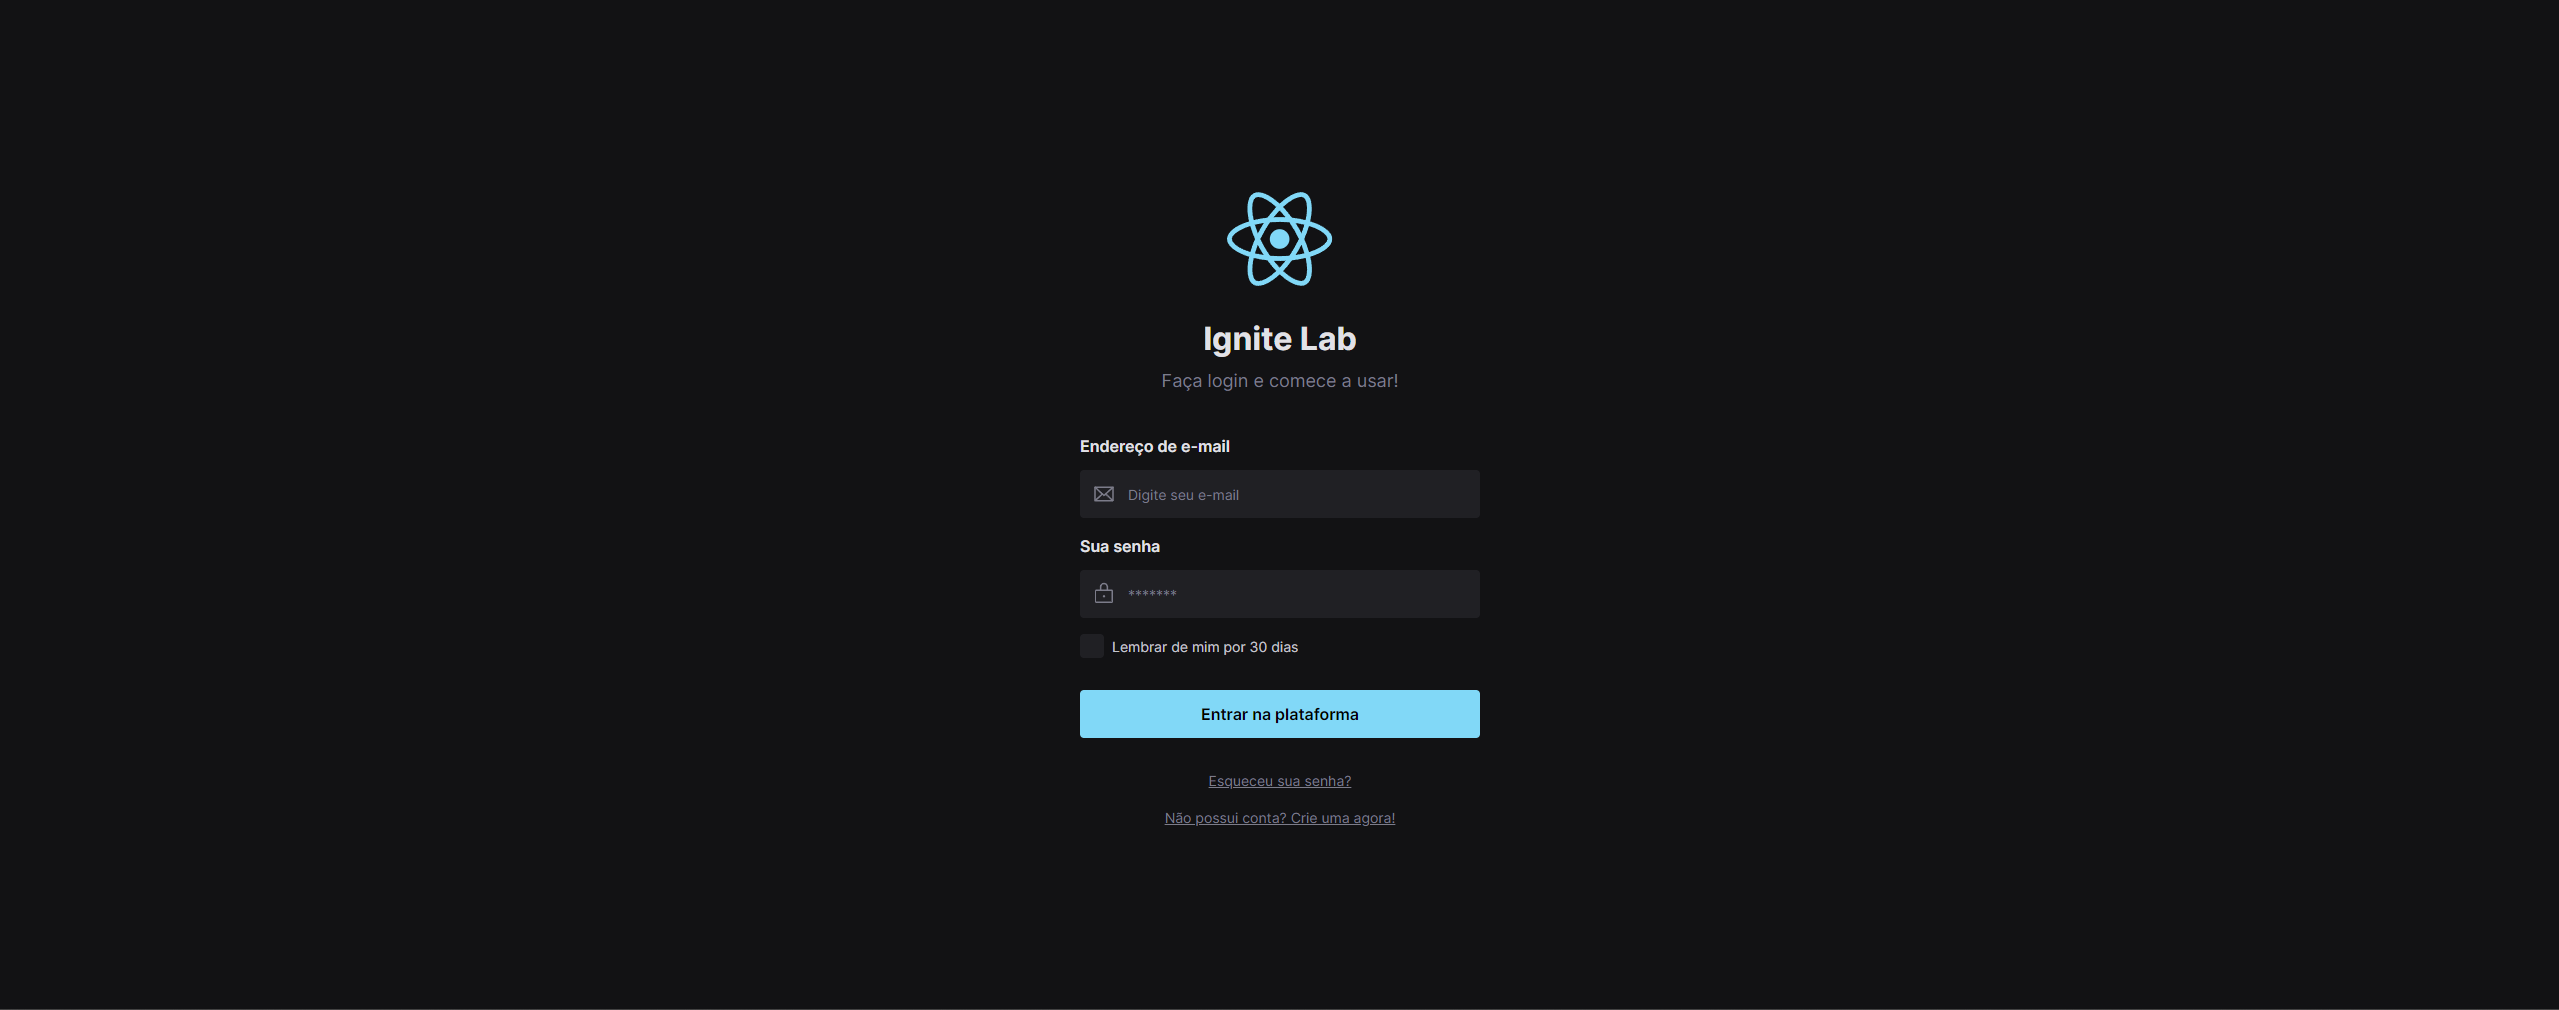 Ignite Lab
Faça login e comece a usar!
Endereço de e-mail
Digite seu e-mail
Sua senha
*******
Lembrar de mim por 30 dias
Entrar na plataforma
Esqueceu sua senha?
Não possui conta? Crie uma agora!